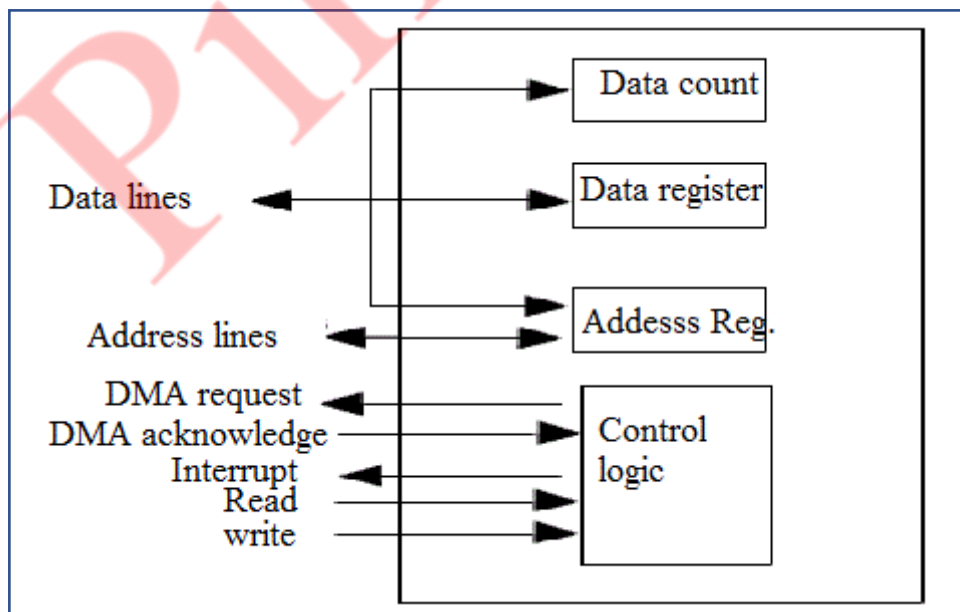 Data count
Data lines
Data register
Address lines
Addesss Reg.
DMA request
DMA acknowledge
Interrupt
Read
write
Control
logic